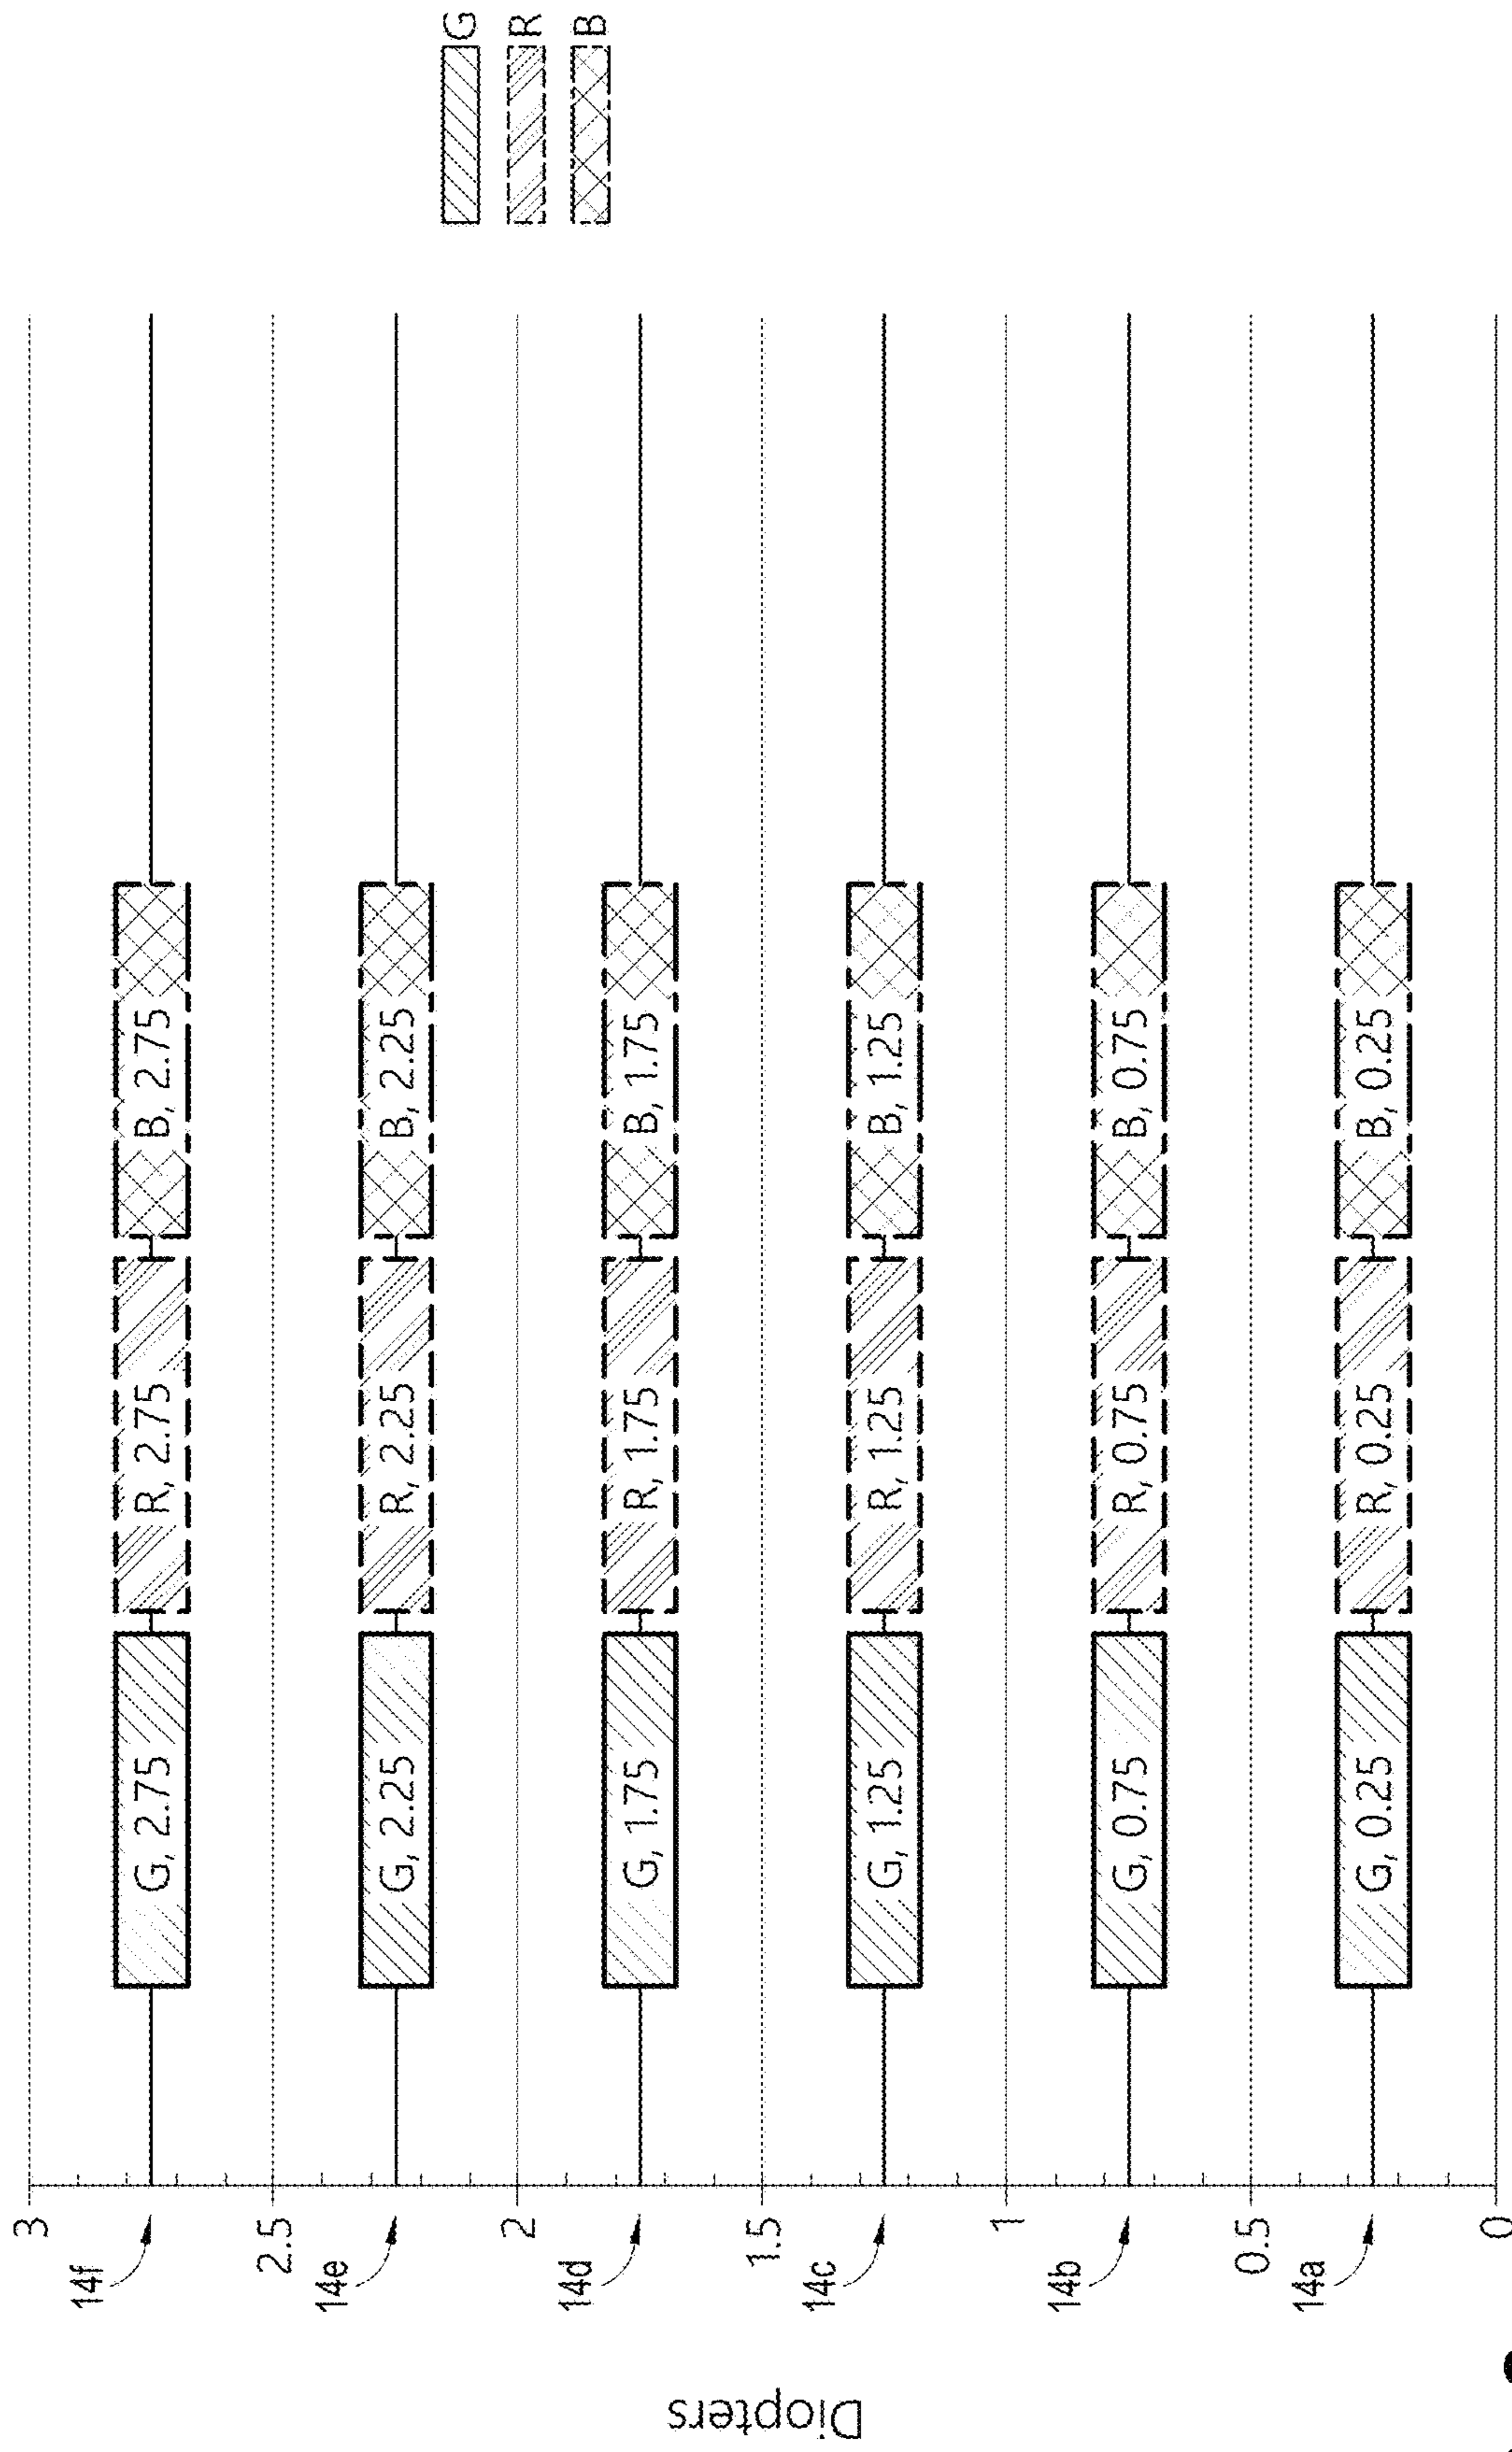 G
R
B
3
14f
G, 2.75
R, 2.75
B, 2.75
2.5
14e
G, 2.25
R, 2.25
B, 2.25
2
14d
G, 1.75
R, 1.75
B, 1.75
1.5
14c
G, 1.25
R, 1.25
B, 1.25
1
14b
G, 0.75
R, 0.75
B, 0.75
0.5
14a
G, 0.25
R, 0.25
B, 0.25
0
Diopters